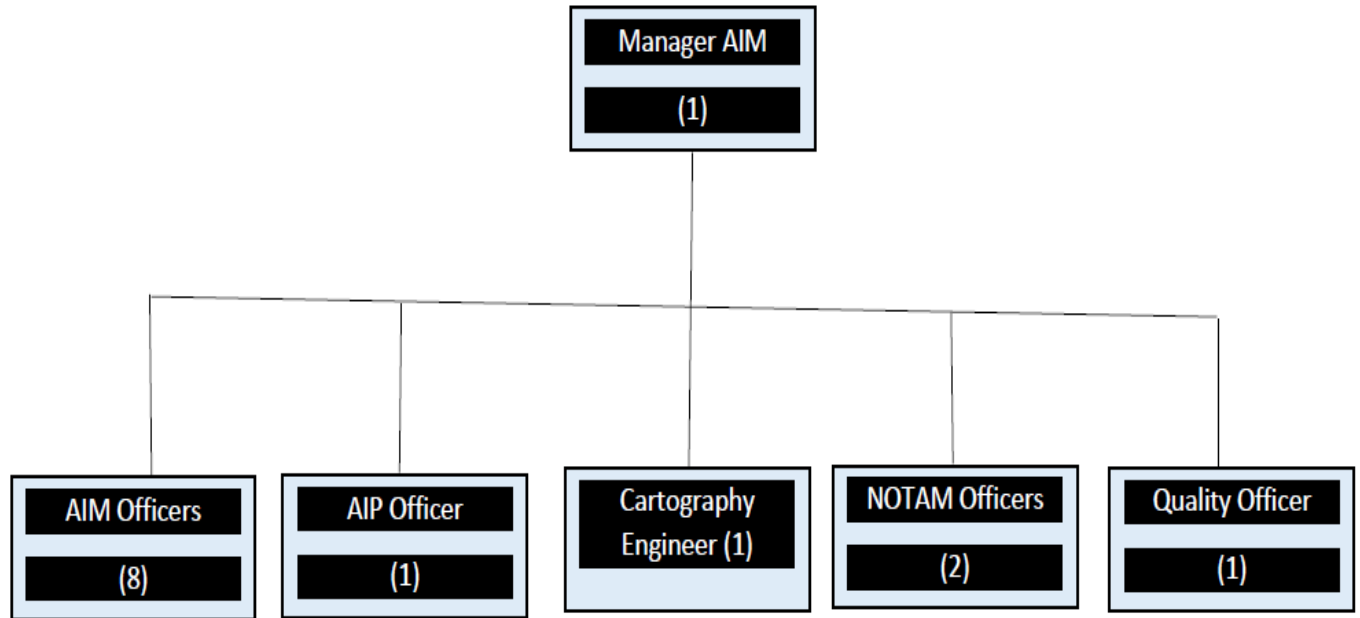 Manager AIM
(1)
AIM Officers
(8)
AIP Officer
(1)
Cartography
Engineer (1)
NOTAM Officers
(2)
Quality Officer
(1)